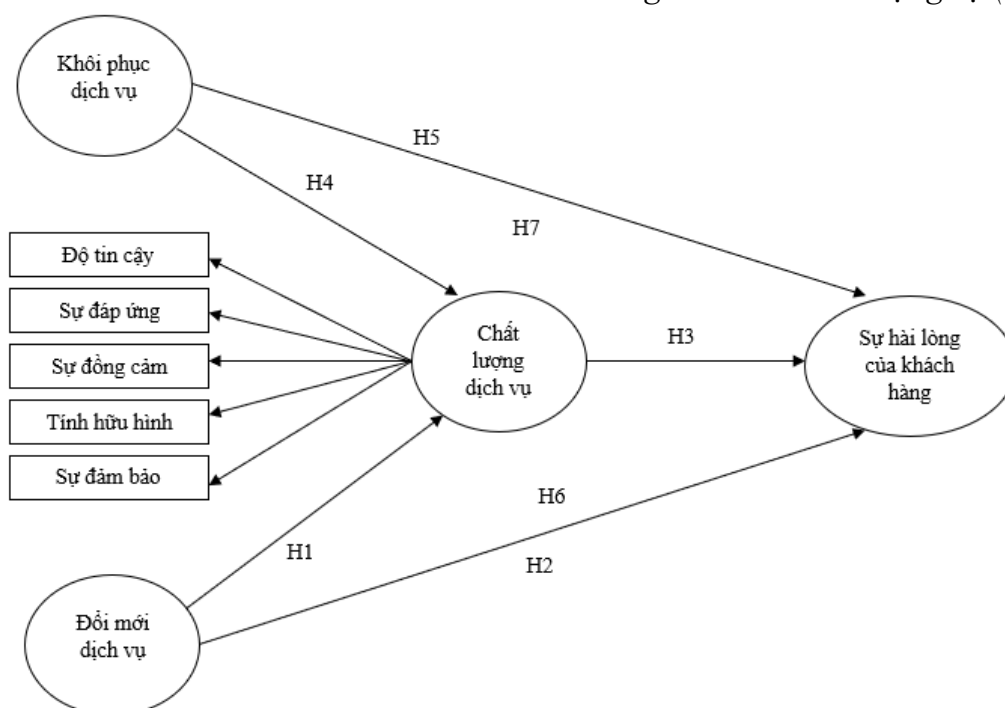 Khôi phục
dịch vụ
H5
H4
H7
Độ tin cậy
Sự đáp ứng
Sự đồng cảm
Tính hữu hình
Sự đảm bảo
Chất
lượng
dịch vụ
H3
Sự hài lòng
của khách
hàng
H6
H1
H2
Đổi mới
dịch vụ